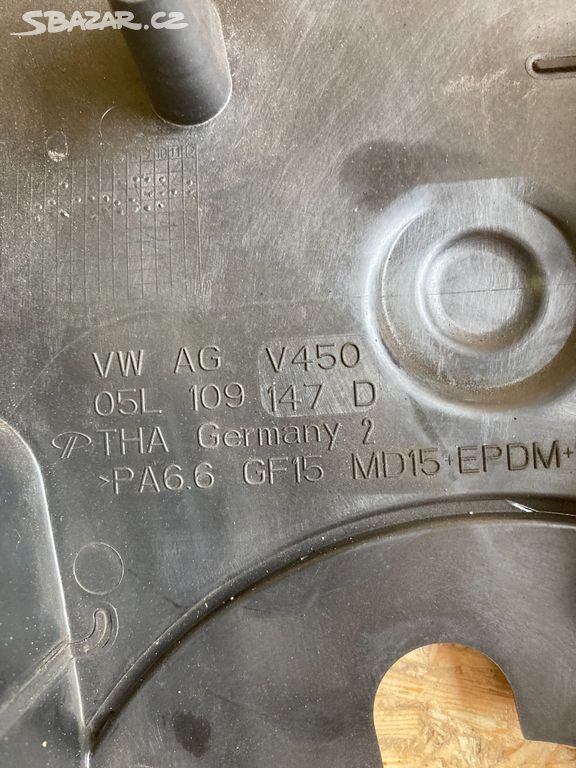 SBAZAR.CZ
VW AG V450
05L 109 147 D
THA Germany 2
>PA6.6 GF15 MD15+EPDM+